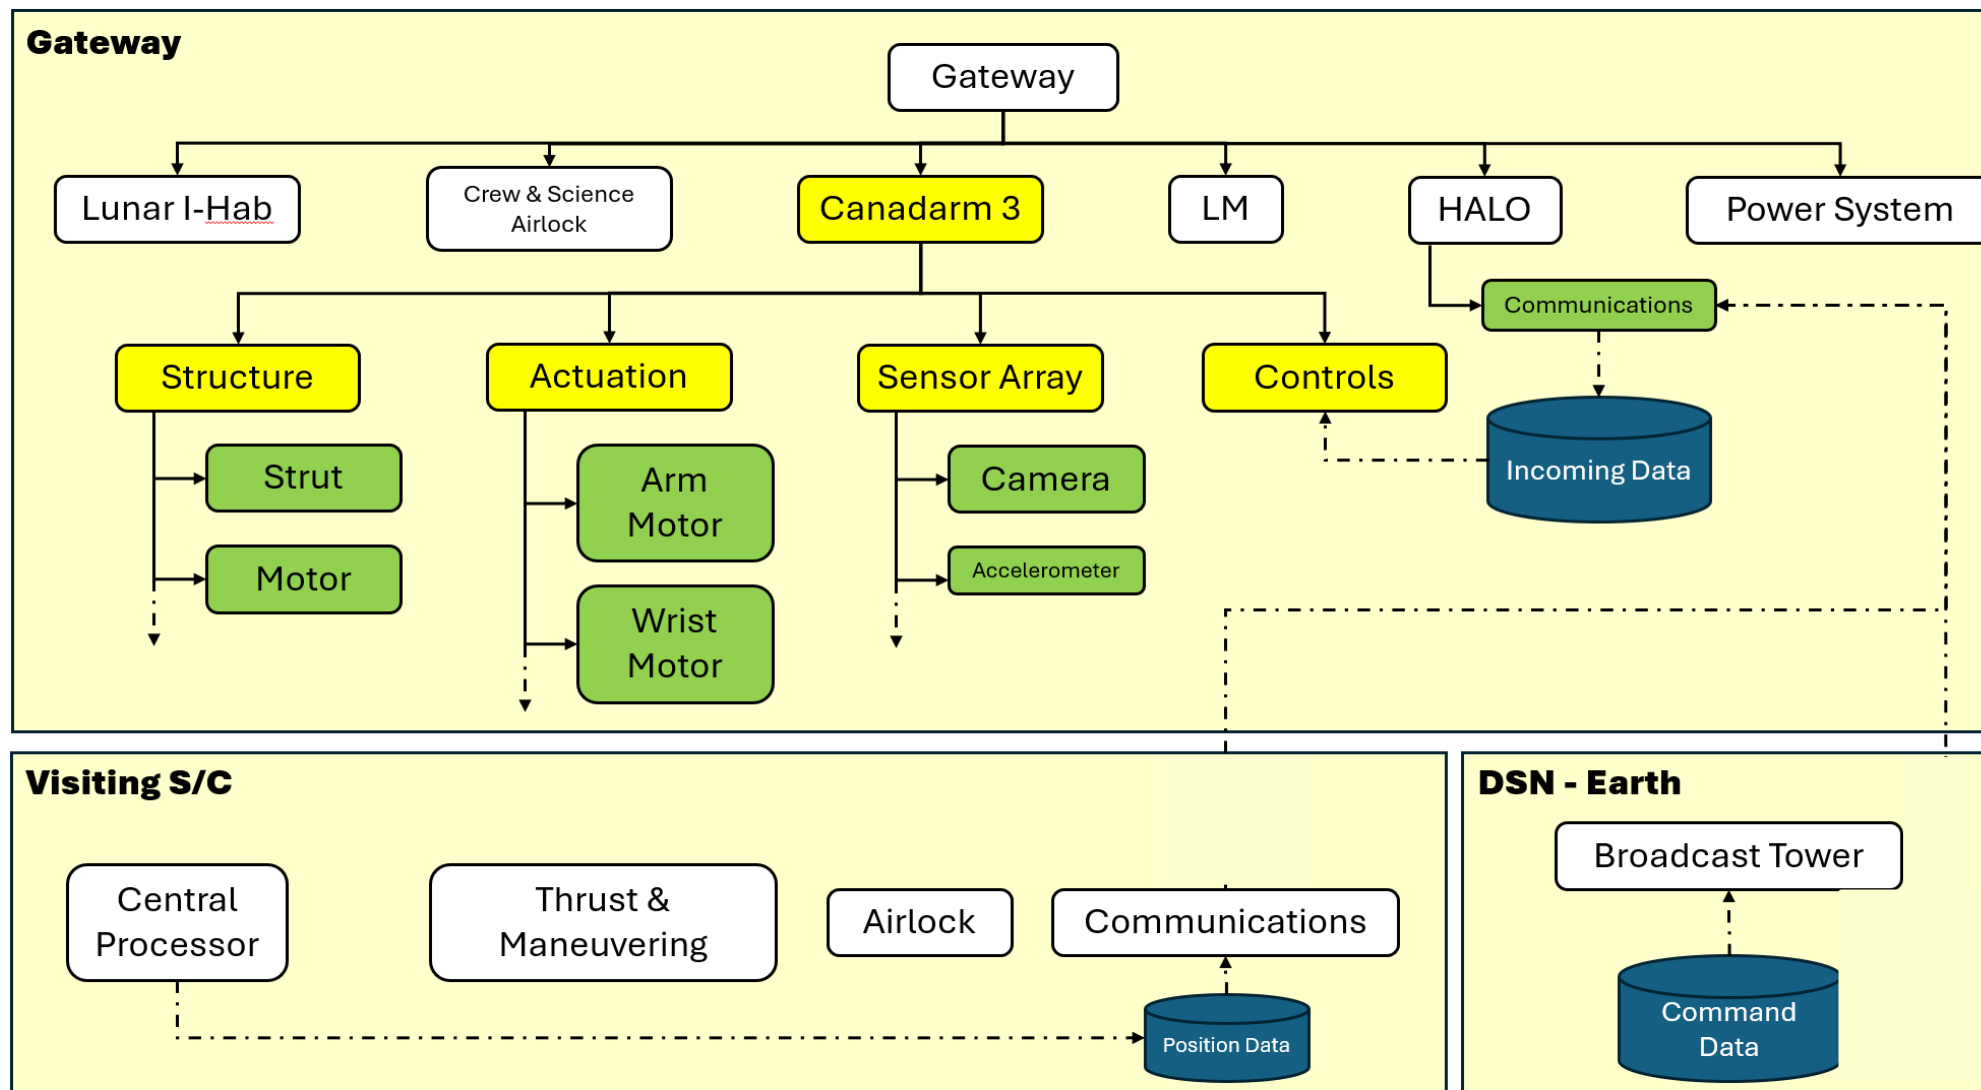 Gateway
Gateway
Lunar I-Hab
Crew & Science
Airlock
Canadarm 3
LM
HALO
Power System
Communications
Structure
Actuation
Sensor Array
Controls
Strut
Motor
Arm
Motor
Wrist
Motor
Camera
Accelerometer
Incoming Data
Visiting S/C
Central
Processor
Thrust &
Maneuvering
Airlock
Communications
Position Data
DSN - Earth
Broadcast Tower
Command
Data